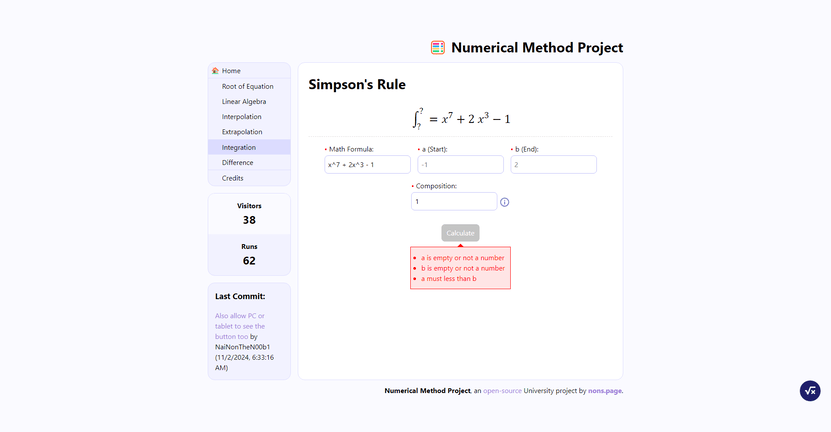 Numerical Method Project
Home
Root of Equation
Linear Algebra
Interpolation
Extrapolation
Integration
Difference
Credits
Visitors
38
Runs
62
Last Commit:
Also allow PC or
tablet to see the
button too by
NaiNonTheN00b1
(11/2/2024, 6:33:16
AM)
Simpson's Rule
∫?? = x⁷ + 2 x³ − 1
• Math Formula:
x^7 + 2x^3 - 1
• a (Start):
-1
• b (End):
2
• Composition:
1
Calculate
• a is empty or not a number
• b is empty or not a number
• a must less than b
Numerical Method Project, an open-source University project by nons.page.
√x